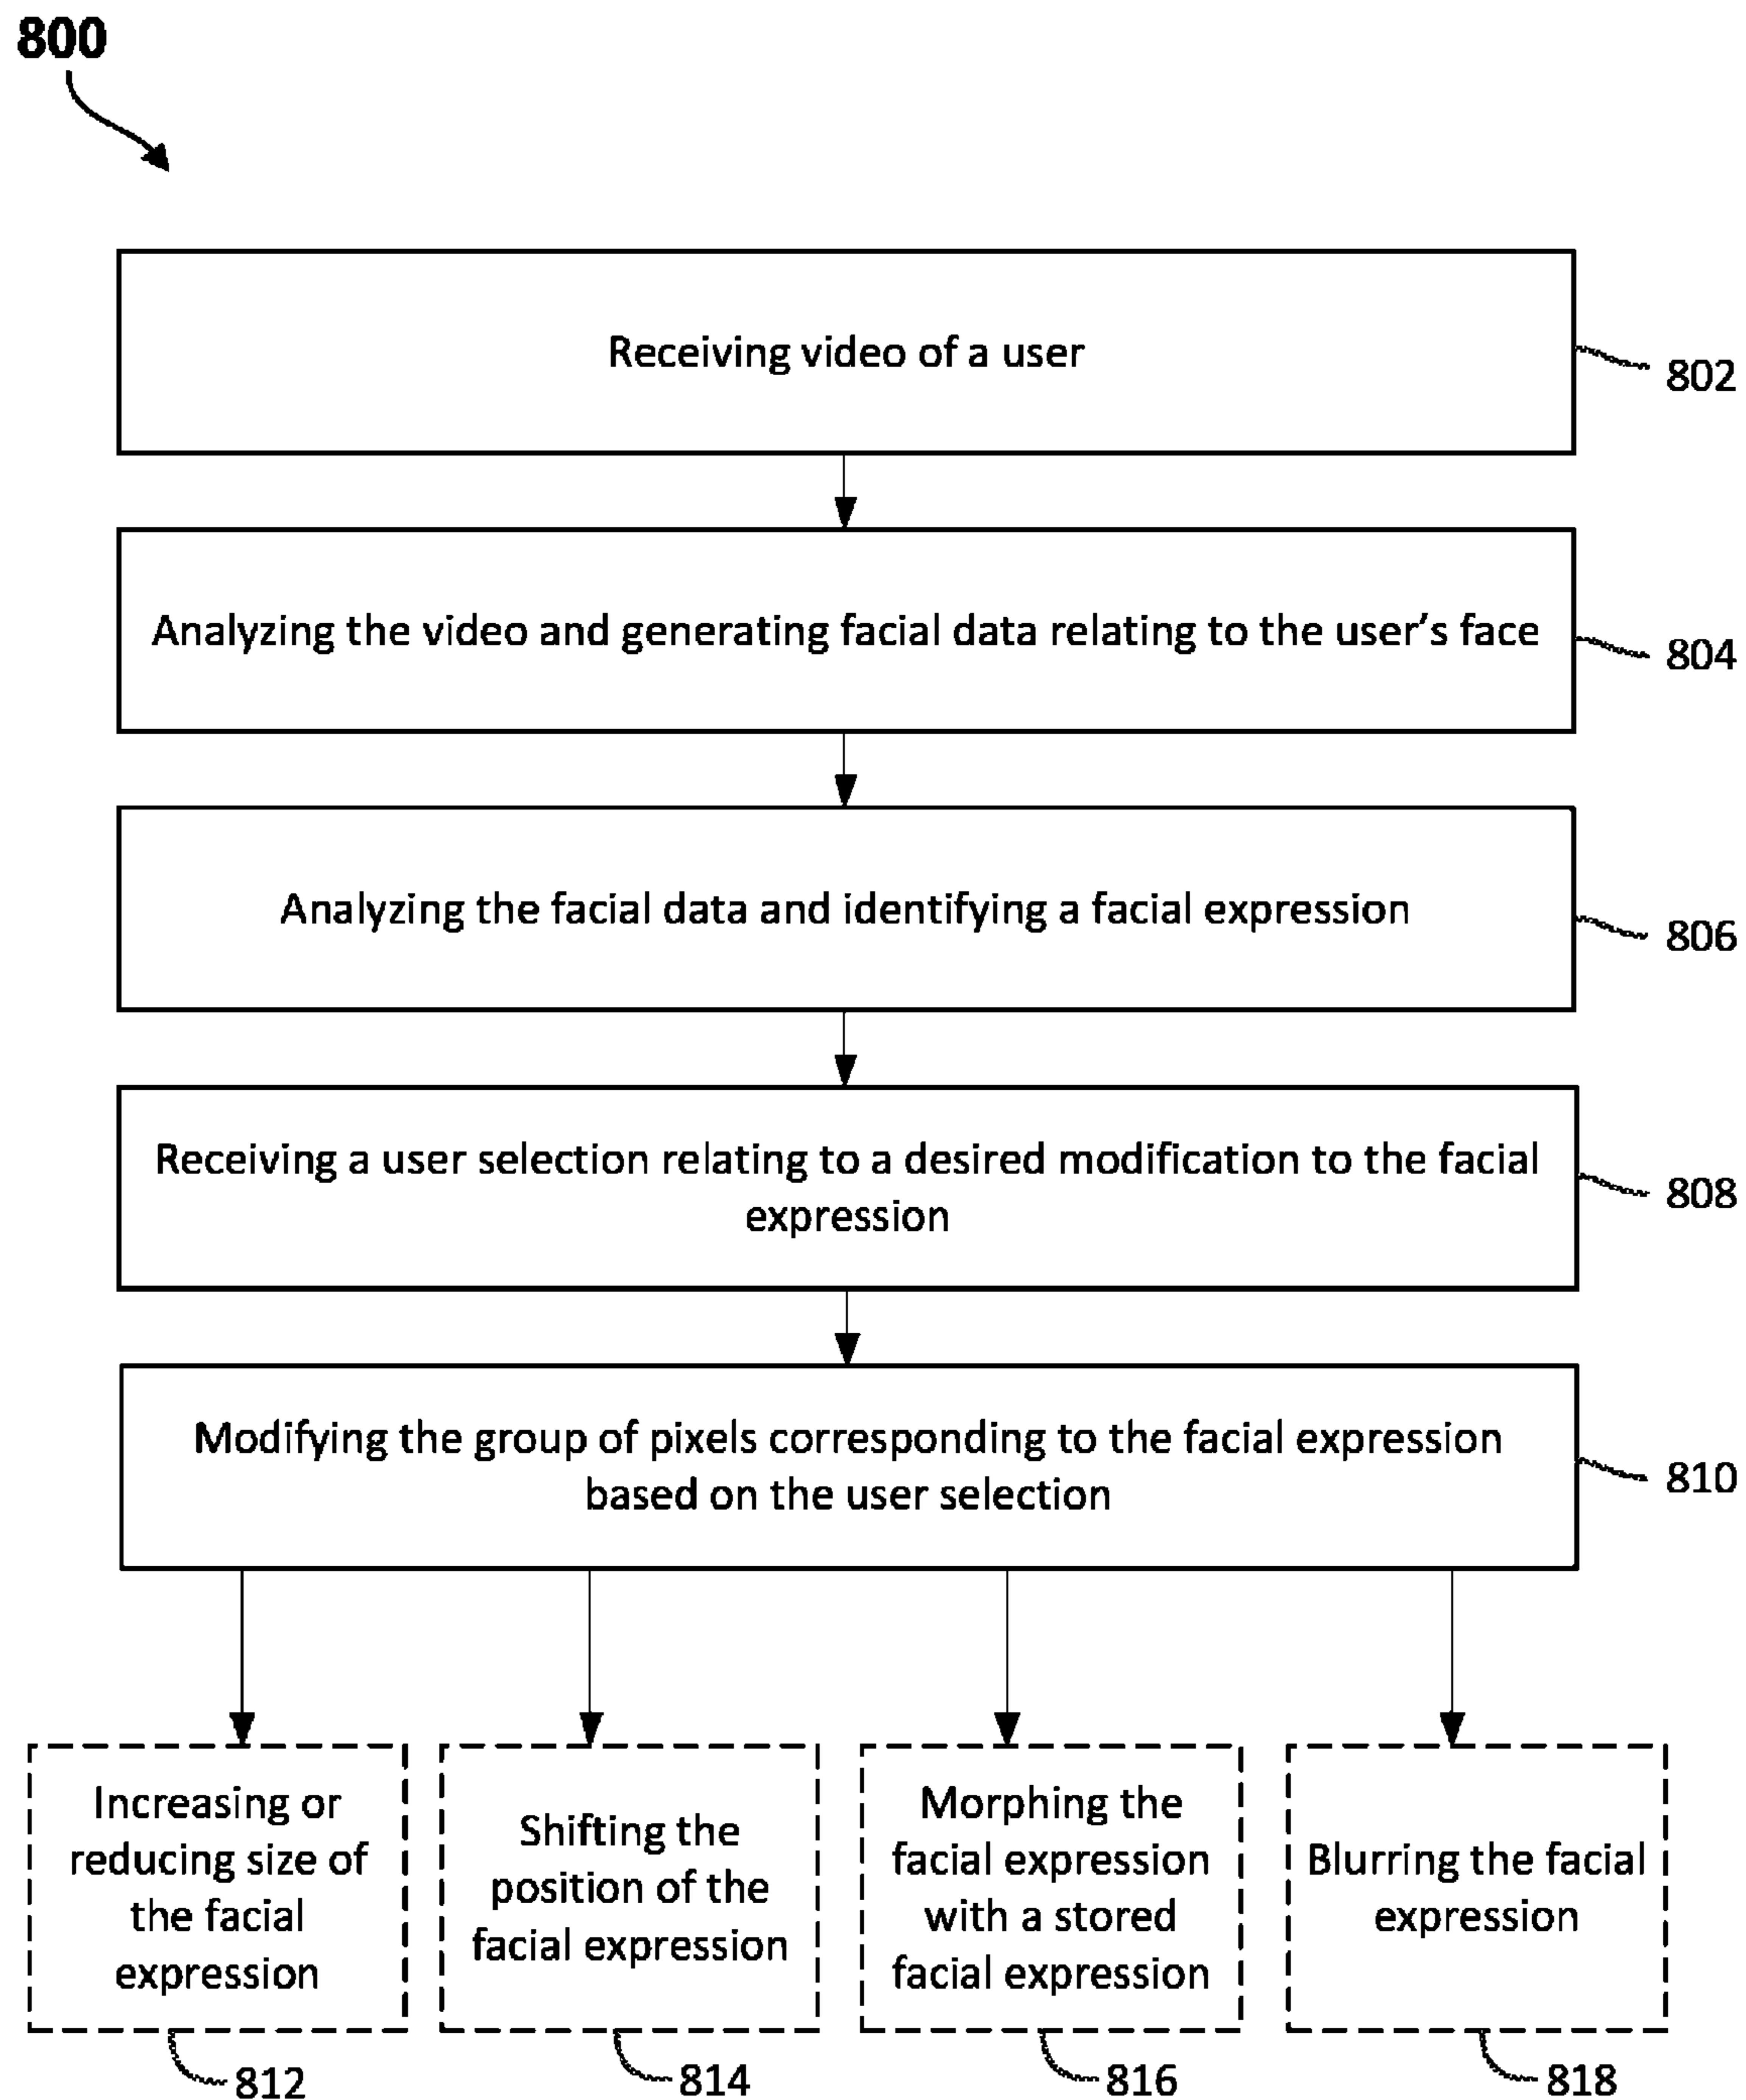 800
Receiving video of a user
802
Analyzing the video and generating facial data relating to the user's face
804
Analyzing the facial data and identifying a facial expression
806
Receiving a user selection relating to a desired modification to the facial
expression
808
Modifying the group of pixels corresponding to the facial expression
based on the user selection
810
Increasing or
reducing size of
the facial
expression
812
Shifting the
position of the
facial expression
814
Morphing the
facial expression
with a stored
facial expression
816
Blurring the facial
expression
818